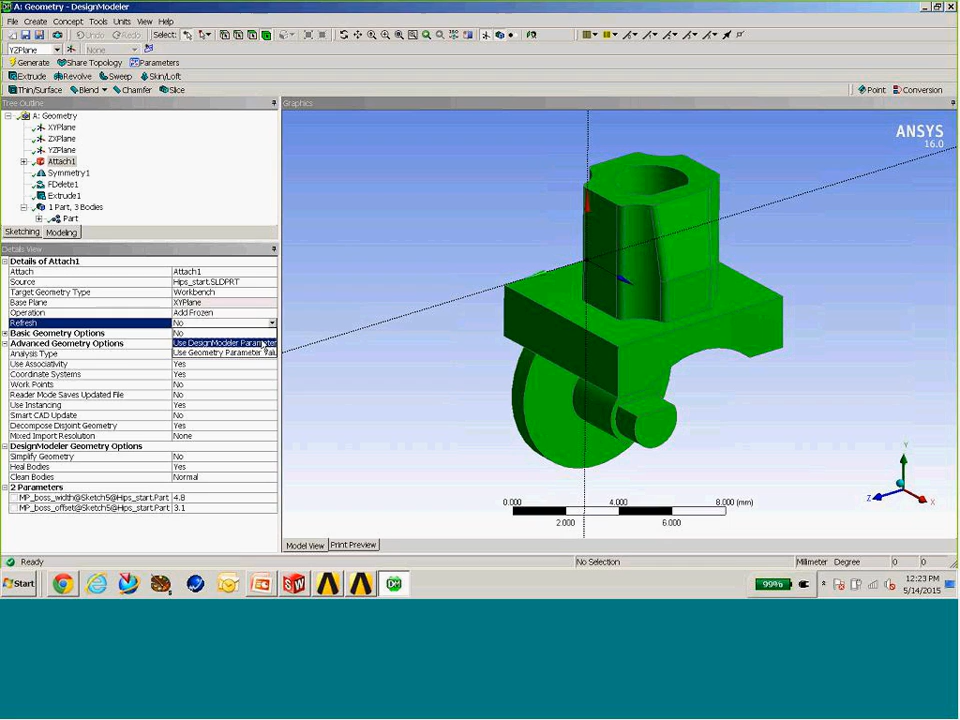 A: Geometry - DesignModeler
File Create Concept Tools Units View Help
Undo Redo Select:
YZPlane None
Generate Share Topology Parameters
Extrude Revolve Sweep Skin/Loft
Thin/Surface Blend Chamfer Slice Point Conversion
Tree Outline
Graphics
A: Geometry
XYPlane
ZXPlane
YZPlane
Attach1
Symmetry1
FDelete1
Extrude1
1 Part, 3 Bodies
Part
Sketching Modeling
ANSYS
16.0
Details View
Details of Attach1
Attach Attach1
Source Hips_start.SLDPRT
Target Geometry Type Workbench
Base Plane XYPlane
Operation Add Frozen
Refresh No
No
Basic Geometry Options
Use DesignModeler Parameter
Advanced Geometry Options
Use Geometry Parameter Valu
Analysis Type
Use Associativity Yes
Coordinate Systems Yes
Work Points No
Reader Mode Saves Updated File No
Use Instancing Yes
Smart CAD Update No
Decompose Disjoint Geometry Yes
Mixed Import Resolution None
DesignModeler Geometry Options
Simplify Geometry No
Heal Bodies Yes
Clean Bodies Normal
2 Parameters
MP_boss_width@Sketch5@Hips_start.Part 4.8
MP_boss_offset@Sketch5@Hips_start.Part 3.1
0.000 4.000 8.000 (mm)
2.000 6.000
Y
Z X
Model View Print Preview
Ready No Selection Millimeter Degree 0 0
Start 99% 12:23 PM
5/14/2015